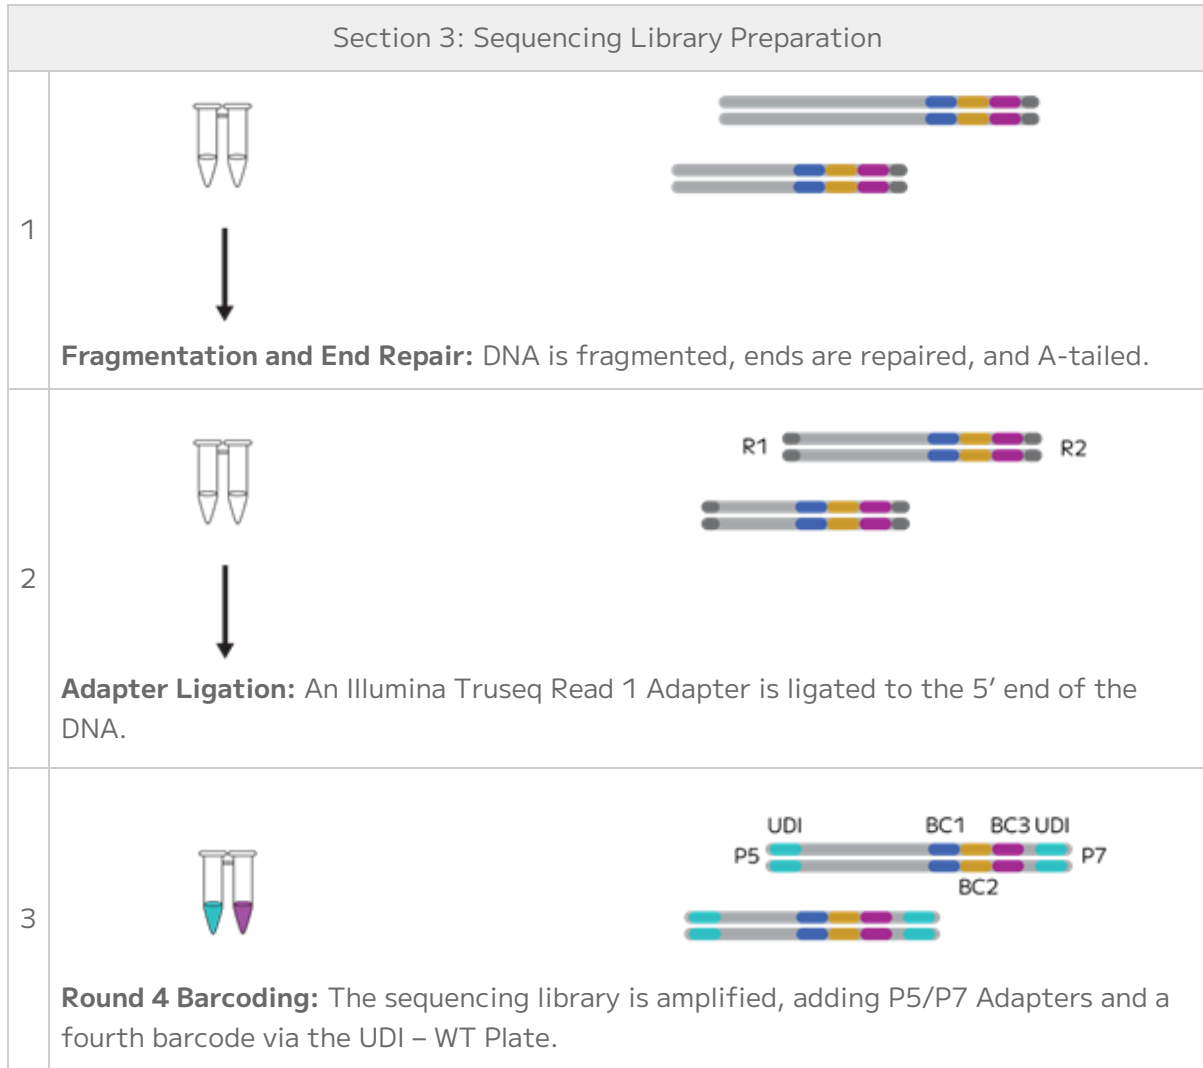 Section 3: Sequencing Library Preparation
1
Fragmentation and End Repair: DNA is fragmented, ends are repaired, and A-tailed.
R1
R2
2
Adapter Ligation: An Illumina Truseq Read 1 Adapter is ligated to the 5′ end of the
DNA.
UDI BC1 BC3 UDI
P5 P7
BC2
3
Round 4 Barcoding: The sequencing library is amplified, adding P5/P7 Adapters and a
fourth barcode via the UDI – WT Plate.